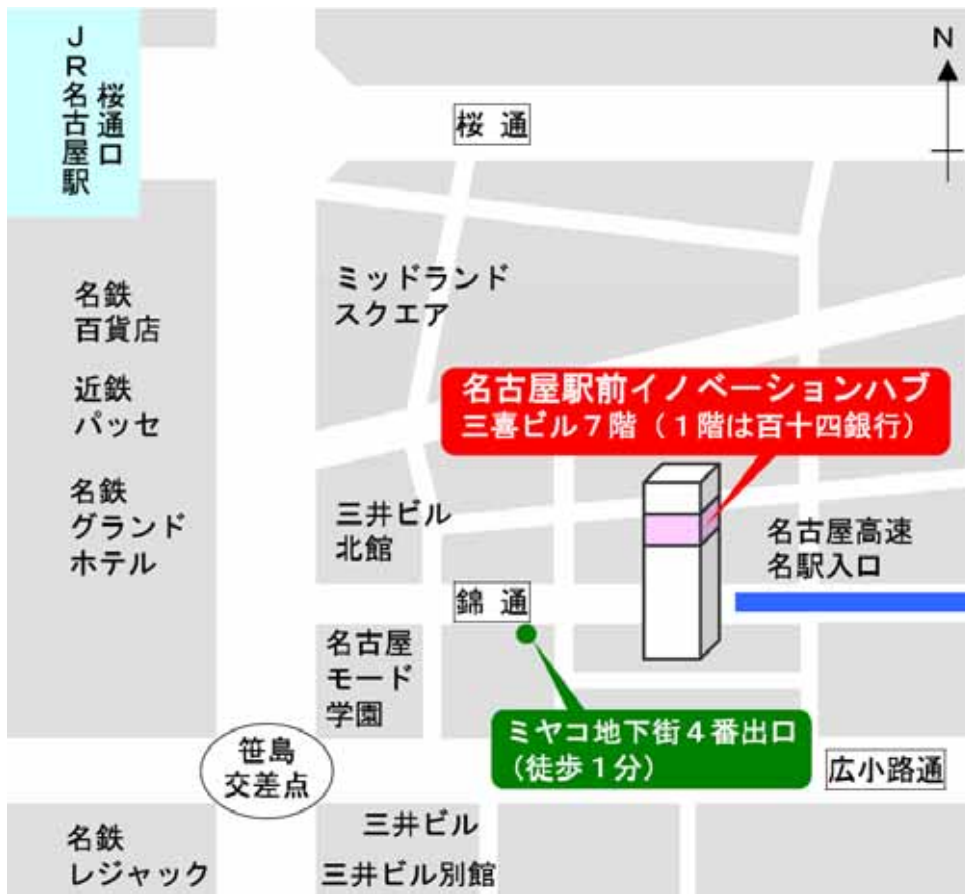 JR名古屋駅
桜通口
N
桜 通
ミッドランド
スクエア
名鉄
百貨店
近鉄
パッセ
名古屋駅前イノベーションハブ
三喜ビル7階(1階は百十四銀行)
名鉄
グランド
ホテル
三井ビル
北館
名古屋高速
名駅入口
錦 通
名古屋
モード
学園
ミヤコ地下街4番出口
(徒歩1分)
笹島
交差点
広小路通
名鉄
レジャック
三井ビル
三井ビル別館